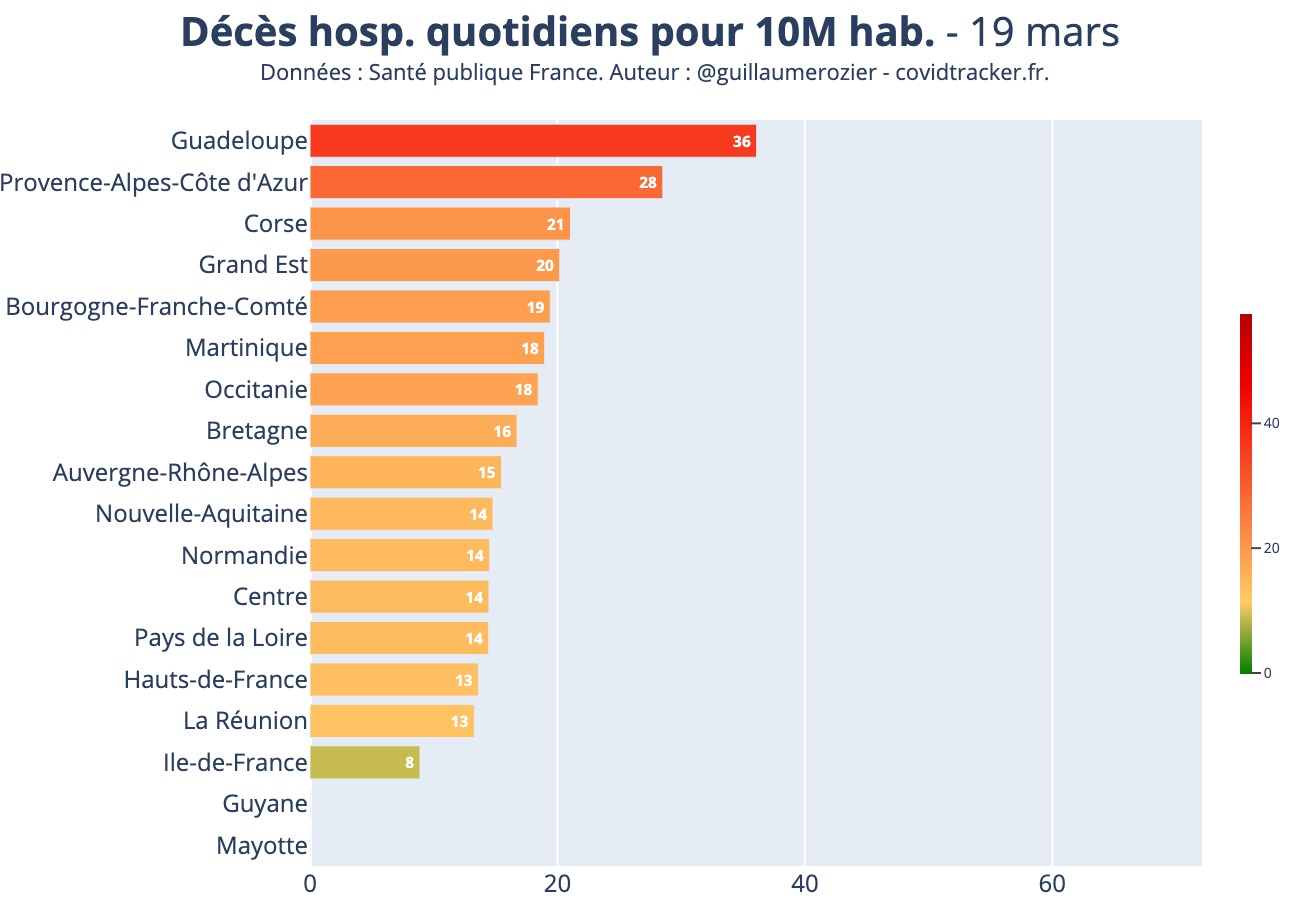 Décès hosp. quotidiens pour 10M hab. - 19 mars
Données : Santé publique France. Auteur : @guillaumerozier - covidtracker.fr.
Guadeloupe 36
Provence-Alpes-Côte d'Azur 28
Corse 21
Grand Est 20
Bourgogne-Franche-Comté 19
Martinique 18
Occitanie 18
Bretagne 16
Auvergne-Rhône-Alpes 15
Nouvelle-Aquitaine 14
Normandie 14
Centre 14
Pays de la Loire 14
Hauts-de-France 13
La Réunion 13
Ile-de-France 8
Guyane
Mayotte
0 20 40 60
40
20
0